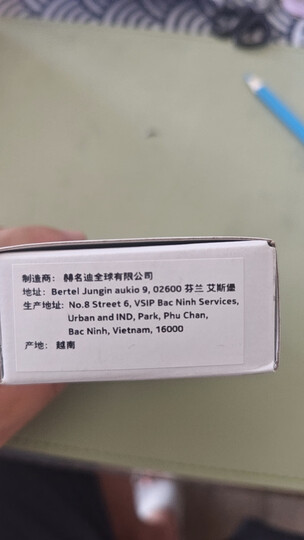 制造商： 赫名迪全球有限公司
地址： Bertel Jungin aukio 9, 02600 芬兰 艾斯堡
生产地址： No.8 Street 6, VSIP Bac Ninh Services,
Urban and IND, Park, Phu Chan,
Bac Ninh, Vietnam, 16000
产地： 越南